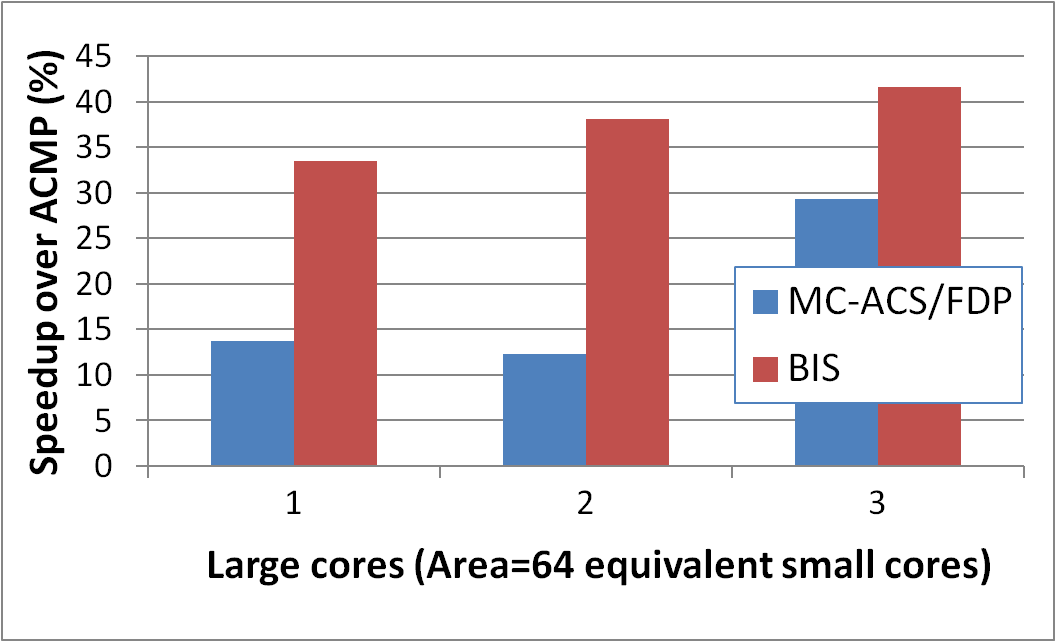 Speedup over ACMP (%)
45
40
35
30
25
20
15
10
5
0
MC-ACS/FDP
BIS
1 2 3
Large cores (Area=64 equivalent small cores)